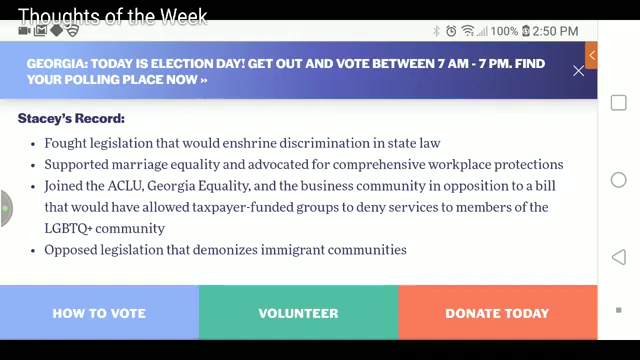 Thoughts of the Week
100% 2:50 PM
GEORGIA: TODAY IS ELECTION DAY! GET OUT AND VOTE BETWEEN 7 AM - 7 PM. FIND
YOUR POLLING PLACE NOW »
Stacey's Record:
• Fought legislation that would enshrine discrimination in state law
• Supported marriage equality and advocated for comprehensive workplace protections
• Joined the ACLU, Georgia Equality, and the business community in opposition to a bill
that would have allowed taxpayer-funded groups to deny services to members of the
LGBTQ+ community
• Opposed legislation that demonizes immigrant communities
HOW TO VOTE
VOLUNTEER
DONATE TODAY